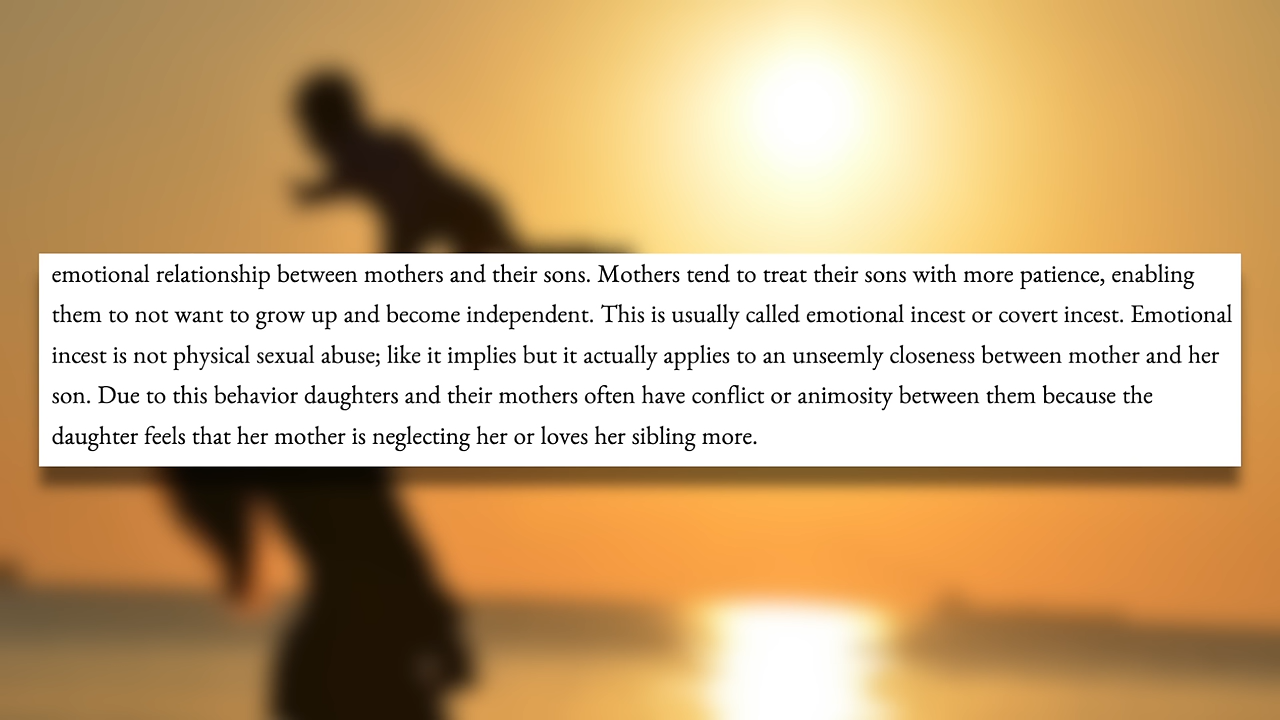 emotional relationship between mothers and their sons. Mothers tend to treat their sons with more patience, enabling
them to not want to grow up and become independent. This is usually called emotional incest or covert incest. Emotional
incest is not physical sexual abuse; like it implies but it actually applies to an unseemly closeness between mother and her
son. Due to this behavior daughters and their mothers often have conflict or animosity between them because the
daughter feels that her mother is neglecting her or loves her sibling more.